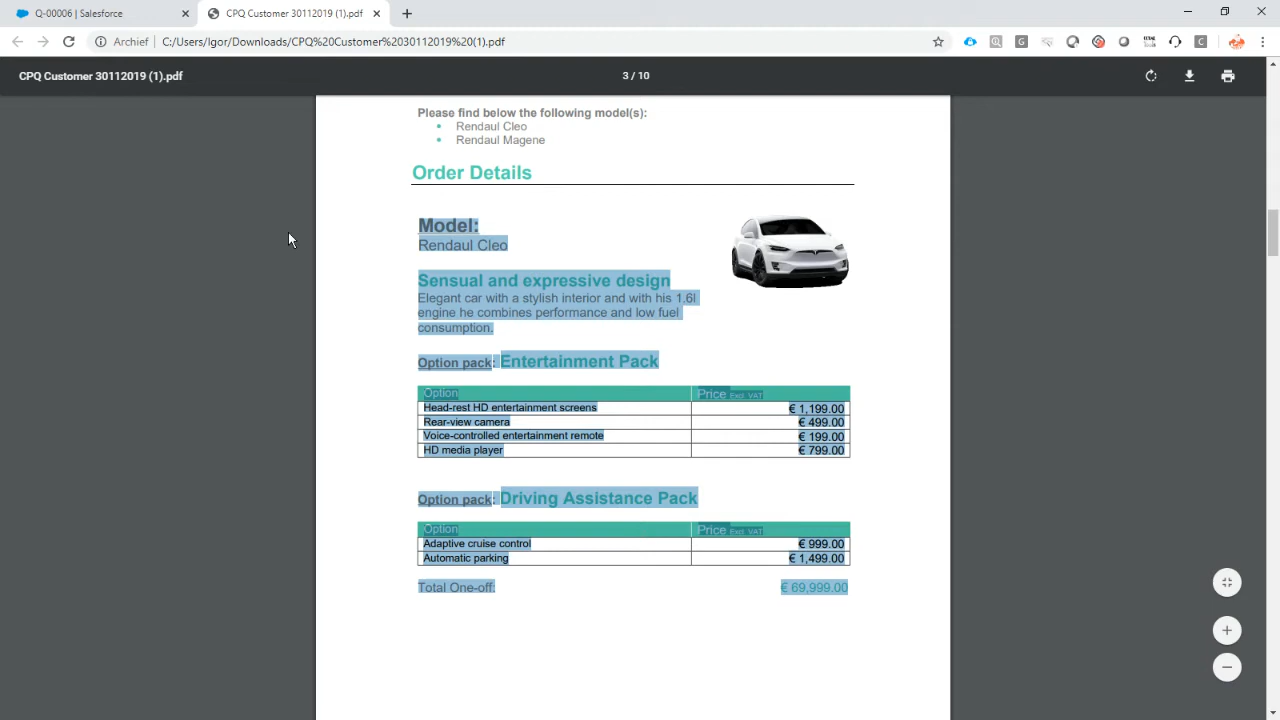 Q-00006 | Salesforce
CPQ Customer 30112019 (1).pdf
Archief | C:/Users/Igor/Downloads/CPQ%20Customer%2030112019%20(1).pdf
CPQ Customer 30112019 (1).pdf
3 / 10
Please find below the following model(s):
• Rendaul Cleo
• Rendaul Magene
Order Details
Model:
Rendaul Cleo
Sensual and expressive design
Elegant car with a stylish interior and with his 1.6l
engine he combines performance and low fuel
consumption.
Option pack: Entertainment Pack
Option Price Excl. VAT
Head-rest HD entertainment screens € 1,199.00
Rear-view camera € 499.00
Voice-controlled entertainment remote € 199.00
HD media player € 799.00
Option pack: Driving Assistance Pack
Option Price Excl. VAT
Adaptive cruise control € 999.00
Automatic parking € 1,499.00
Total One-off: € 69,999.00